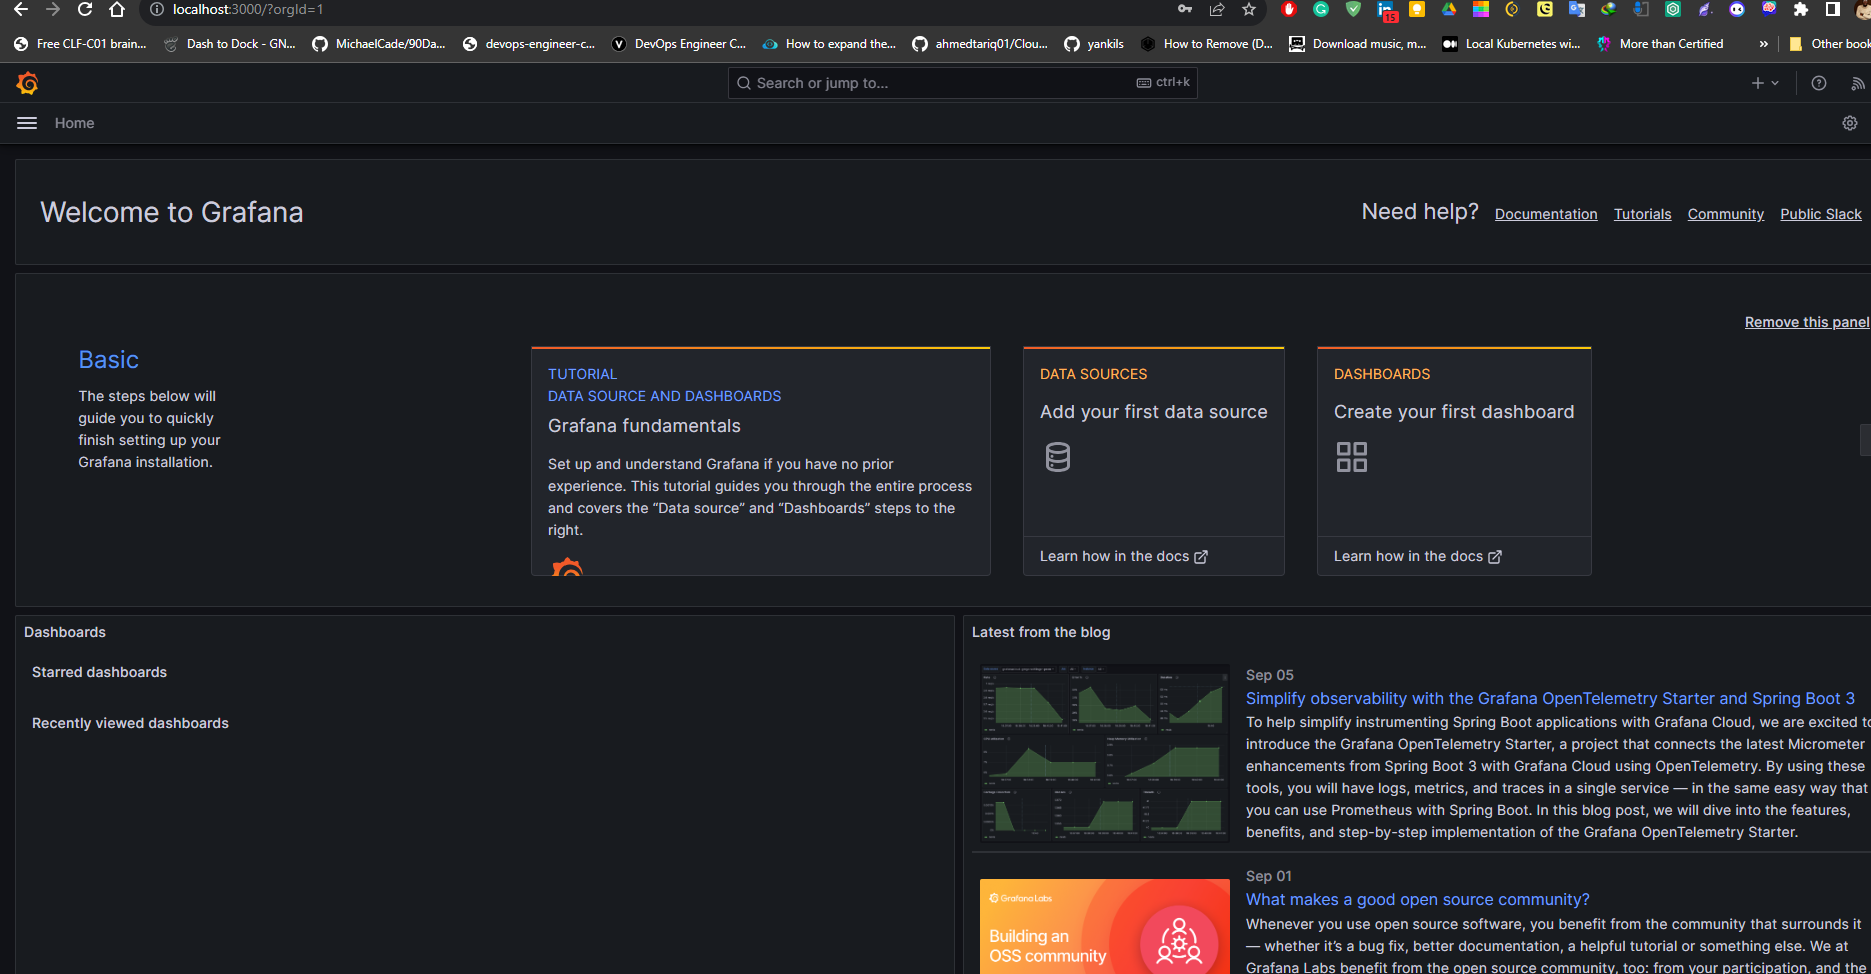 localhost:3000/?orgId=1
15
Free CLF-C01 brain...
Dash to Dock - GN...
MichaelCade/90Da...
devops-engineer-c...
DevOps Engineer C...
How to expand the...
ahmedtariq01/Clou...
yankils
How to Remove (D...
Download music, m...
Local Kubernetes wi...
More than Certified
»
Other book
Search or jump to...
ctrl+k
Home
Welcome to Grafana
Need help?
Documentation
Tutorials
Community
Public Slack
Remove this panel
Basic
The steps below will
guide you to quickly
finish setting up your
Grafana installation.
TUTORIAL
DATA SOURCE AND DASHBOARDS
Grafana fundamentals
Set up and understand Grafana if you have no prior
experience. This tutorial guides you through the entire process
and covers the “Data source” and “Dashboards” steps to the
right.
DATA SOURCES
Add your first data source
Learn how in the docs
DASHBOARDS
Create your first dashboard
Learn how in the docs
Dashboards
Starred dashboards
Recently viewed dashboards
Latest from the blog
Sep 05
Simplify observability with the Grafana OpenTelemetry Starter and Spring Boot 3
To help simplify instrumenting Spring Boot applications with Grafana Cloud, we are excited to
introduce the Grafana OpenTelemetry Starter, a project that connects the latest Micrometer
enhancements from Spring Boot 3 with Grafana Cloud using OpenTelemetry. By using these
tools, you will have logs, metrics, and traces in a single service — in the same easy way that
you can use Prometheus with Spring Boot. In this blog post, we will dive into the features,
benefits, and step-by-step implementation of the Grafana OpenTelemetry Starter.
Grafana Labs
Building an
OSS community
Sep 01
What makes a good open source community?
Whenever you use open source software, you benefit from the community that surrounds it
— whether it’s a bug fix, better documentation, a helpful tutorial or something else. We at
Grafana Labs benefit from the open source community, too: from your participation, and the